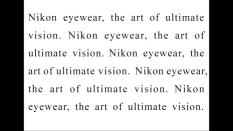 Nikon eyewear, the art of ultimate
vision. Nikon eyewear, the art of
ultimate vision. Nikon eyewear, the
art of ultimate vision. Nikon eyewear,
the art of ultimate vision. Nikon
eyewear, the art of ultimate vision.